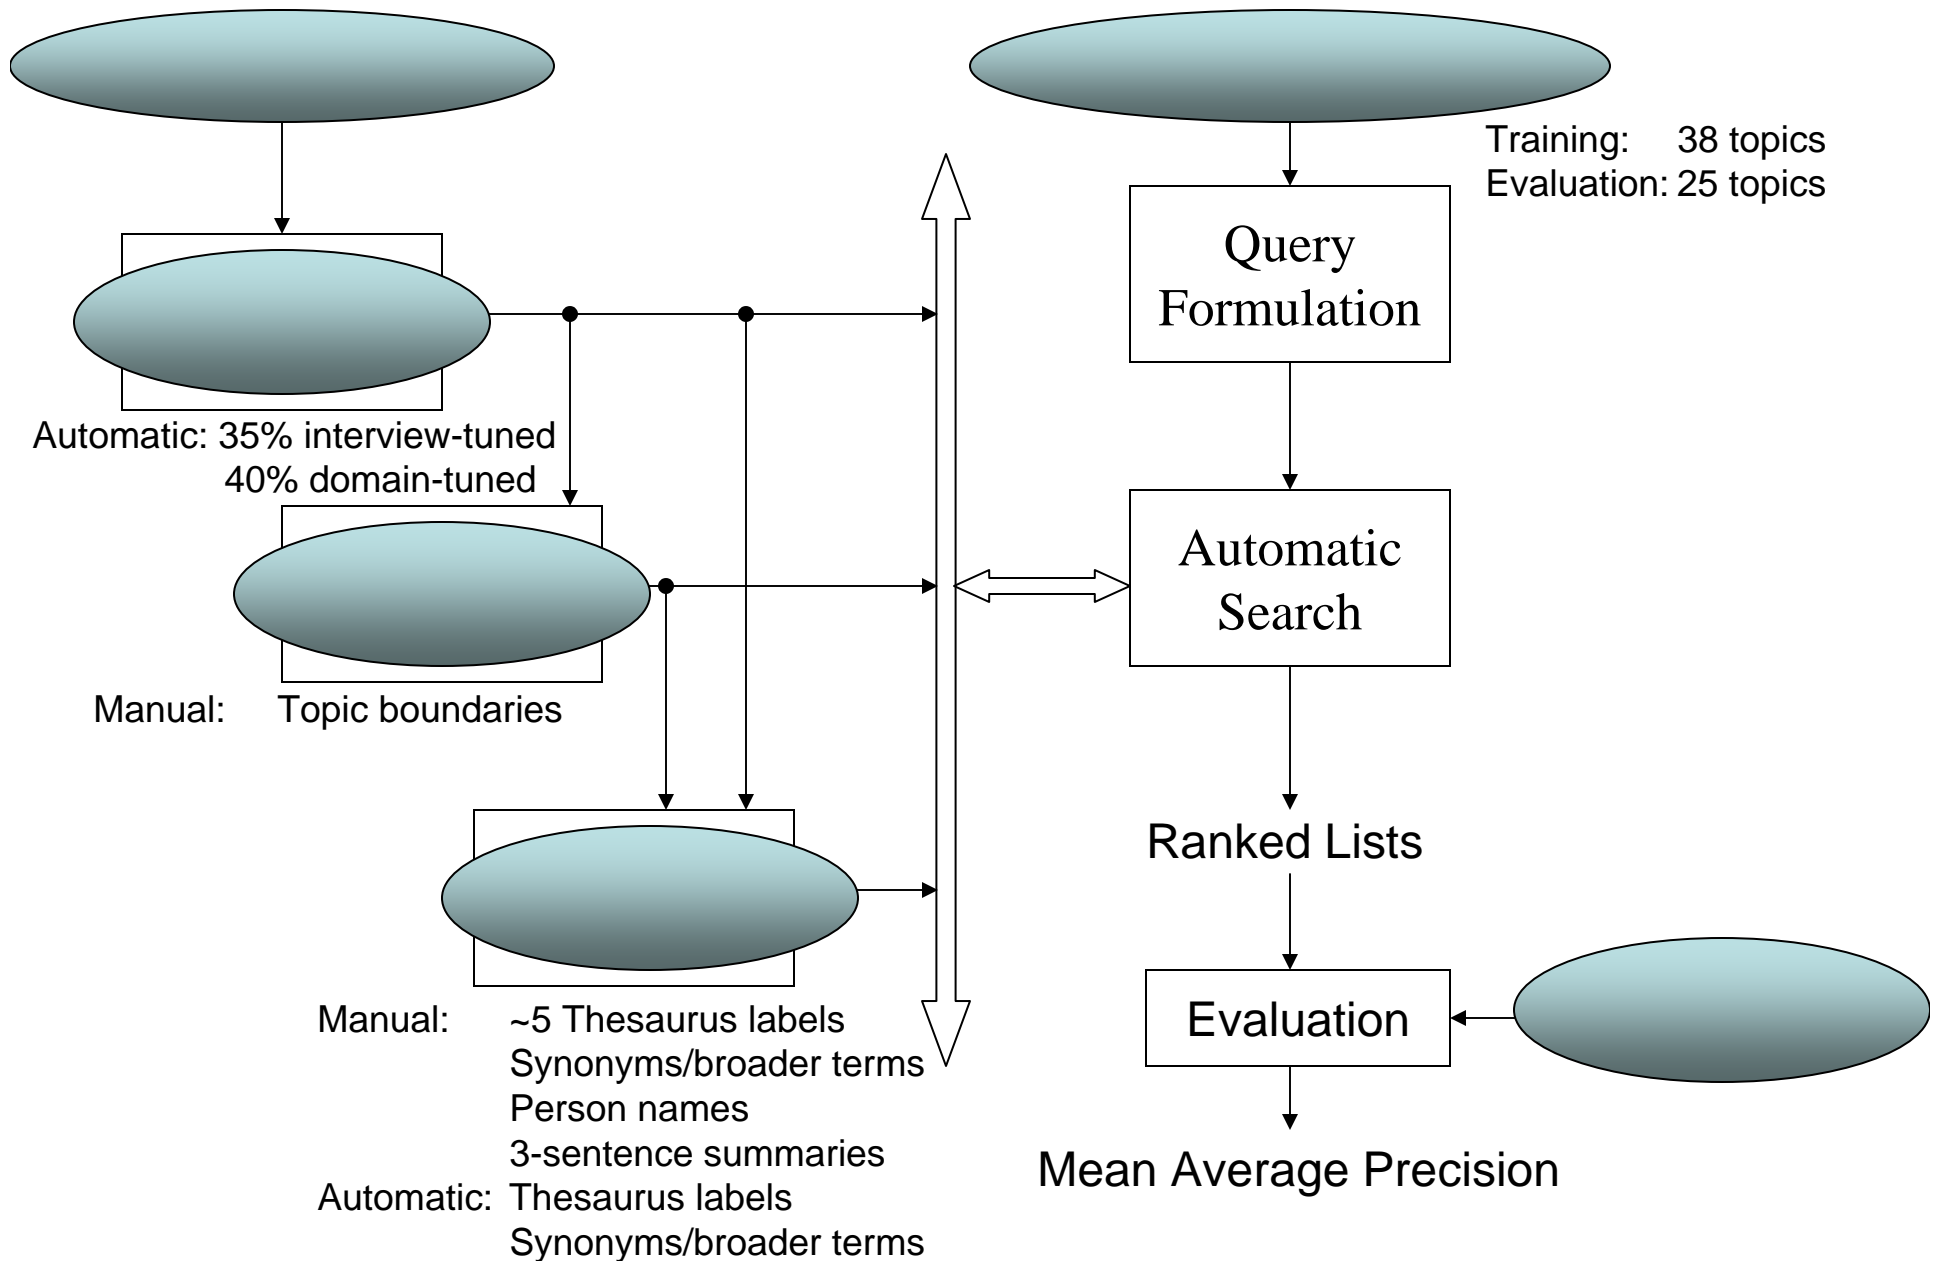 Training: 38 topics
Evaluation: 25 topics
Query
Formulation
Automatic: 35% interview-tuned
40% domain-tuned
Automatic
Search
Manual: Topic boundaries
Ranked Lists
Manual: ~5 Thesaurus labels
Synonyms/broader terms
Person names
3-sentence summaries
Automatic: Thesaurus labels
Synonyms/broader terms
Evaluation
Mean Average Precision